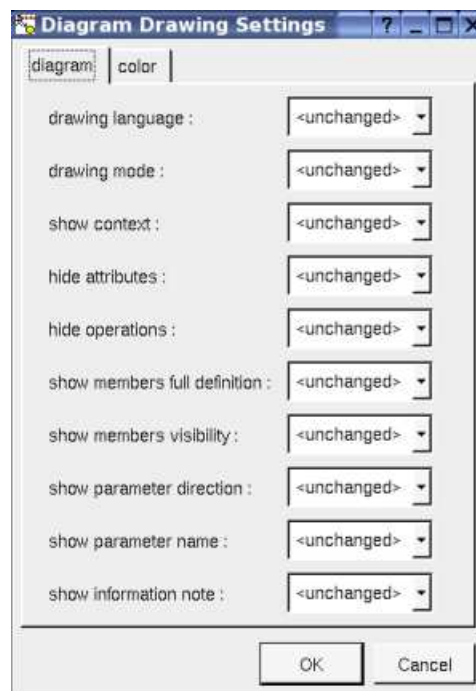 Diagram Drawing Settings ? _ X
diagram color
drawing language : <unchanged>
drawing mode : <unchanged>
show context : <unchanged>
hide attributes : <unchanged>
hide operations : <unchanged>
show members full definition : <unchanged>
show members visibility : <unchanged>
show parameter direction : <unchanged>
show parameter name : <unchanged>
show information note : <unchanged>
OK Cancel